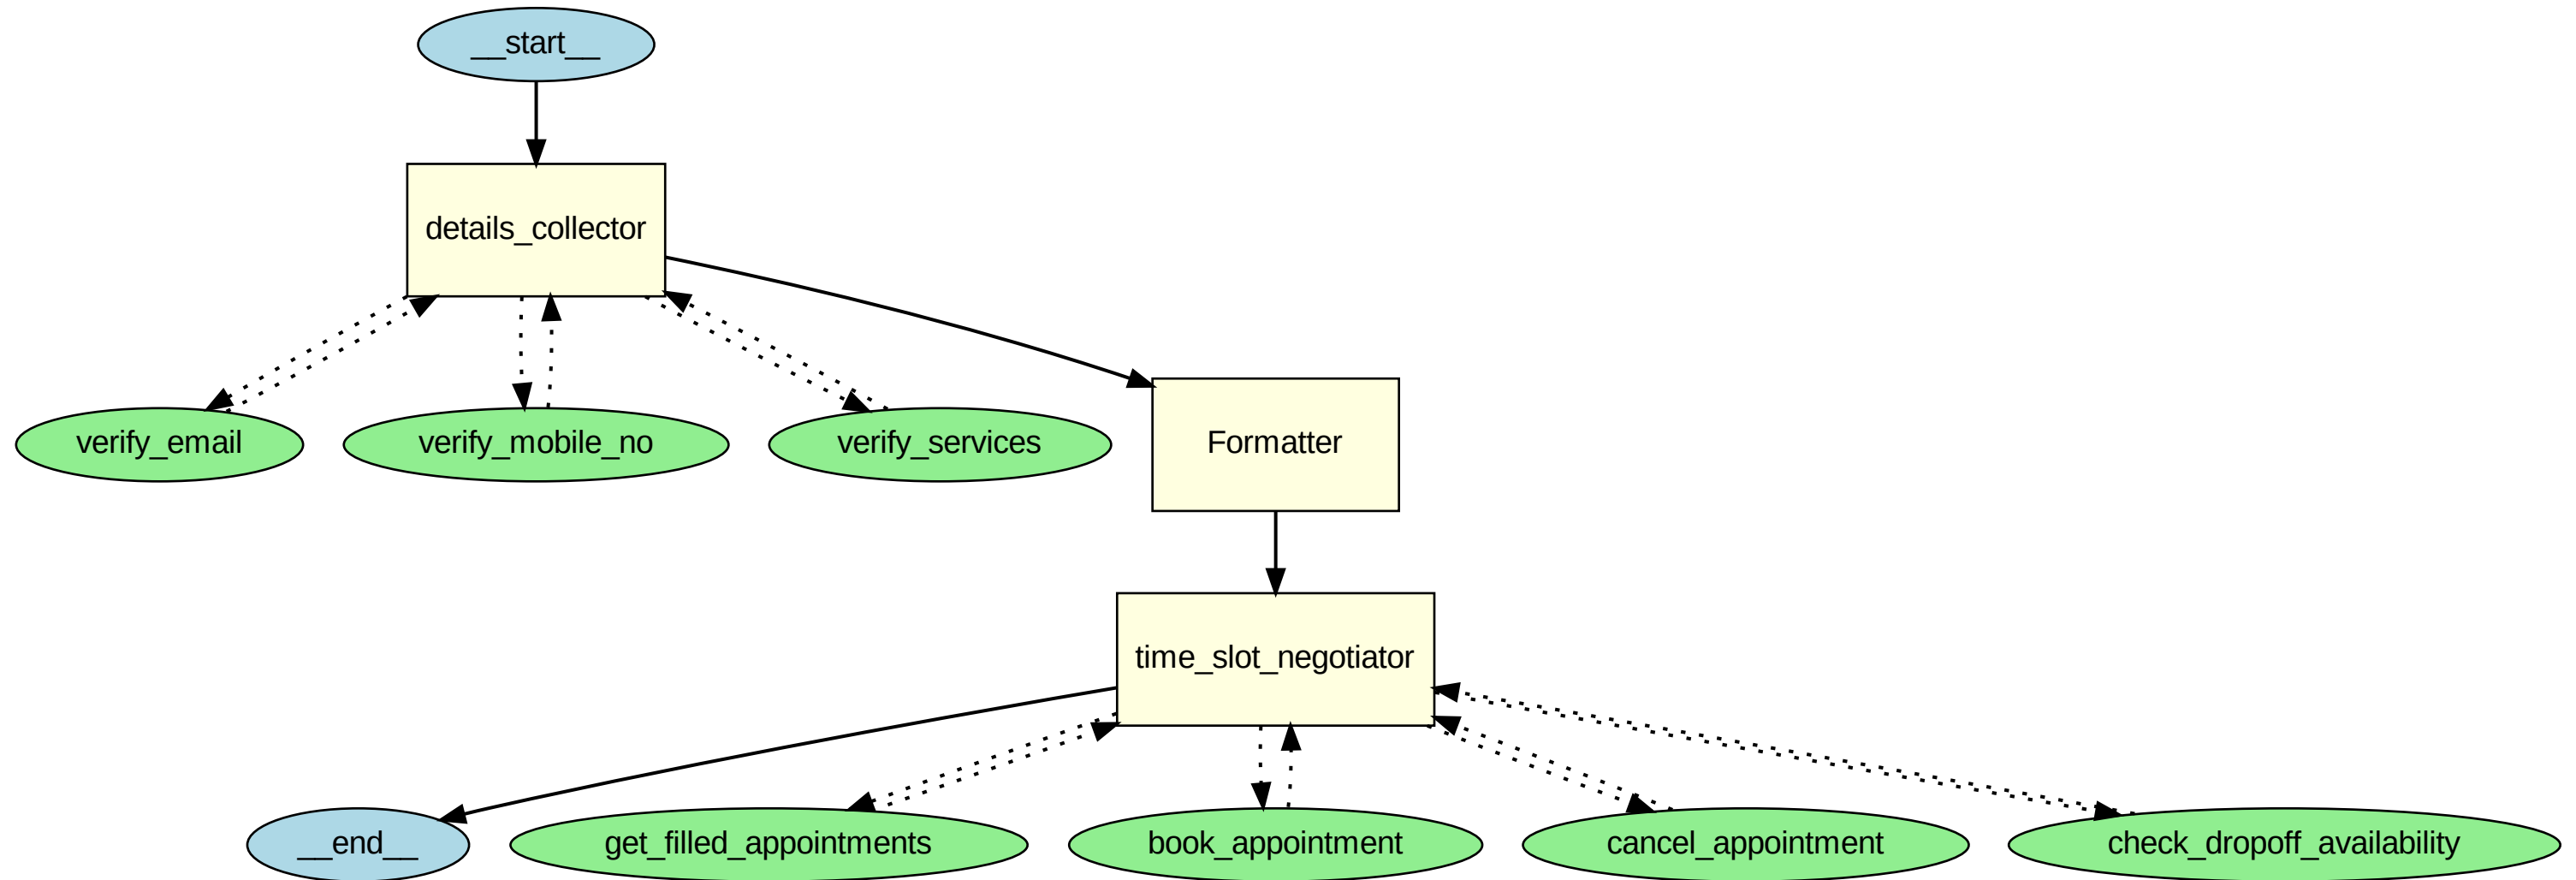 __start__
details_collector
verify_email
verify_mobile_no
verify_services
Formatter
time_slot_negotiator
__end__
get_filled_appointments
book_appointment
cancel_appointment
check_dropoff_availability